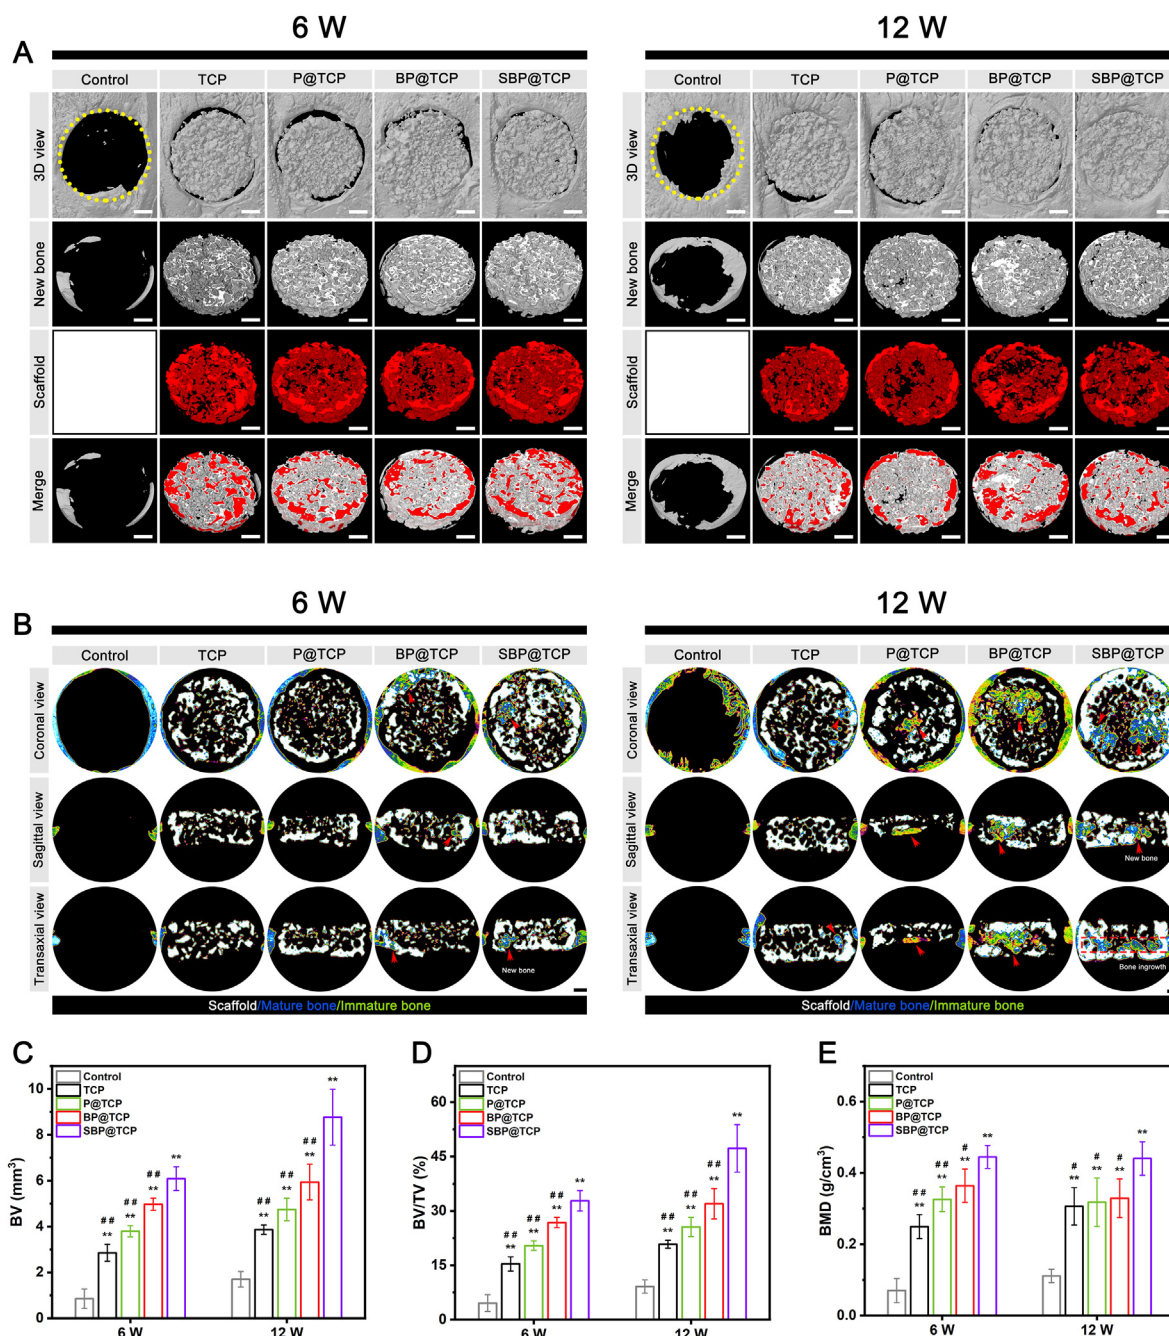 6 W
12 W
A
Control TCP P@TCP BP@TCP SBP@TCP
Control TCP P@TCP BP@TCP SBP@TCP
3D view
New bone
Scaffold
Merge
3D view
New bone
Scaffold
Merge
6 W
12 W
B
Control TCP P@TCP BP@TCP SBP@TCP
Control TCP P@TCP BP@TCP SBP@TCP
Coronal view
Sagittal view
Transaxial view
New bone
Coronal view
Sagittal view
New bone
Transaxial view
Bone ingrowth
Scaffold/Mature bone/Immature bone
Scaffold/Mature bone/Immature bone
C
BV (mm³)
10
8
6
4
2
0
Control
TCP
P@TCP
BP@TCP
SBP@TCP
## **
## **
## **
**
## **
## **
## **
**
6 W 12 W
D
BV/TV (%)
60
45
30
15
0
Control
TCP
P@TCP
BP@TCP
SBP@TCP
## **
## **
## **
**
## **
## **
## **
**
6 W 12 W
E
BMD (g/cm³)
0.6
0.4
0.2
0.0
Control
TCP
P@TCP
BP@TCP
SBP@TCP
## **
## **
# **
**
# **
# **
# **
**
6 W 12 W